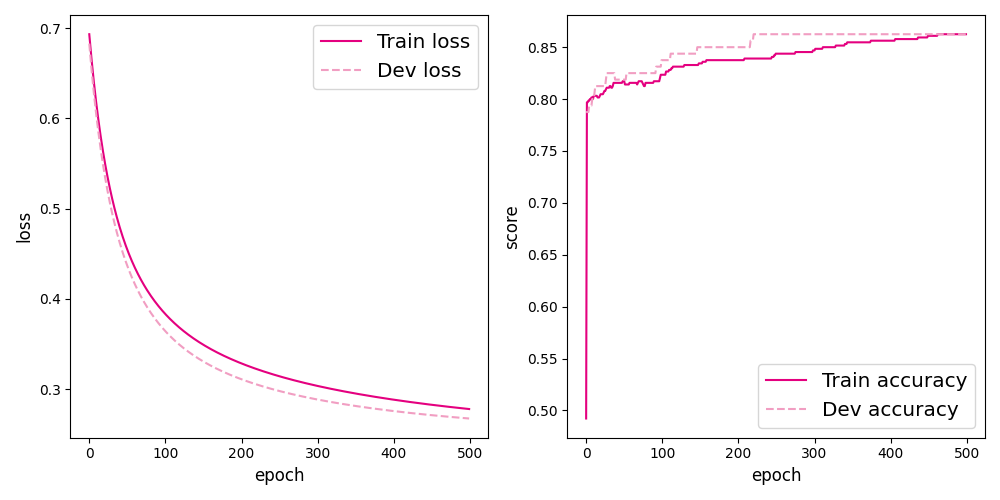 0.7
0.6
0.5
0.4
0.3
0 100 200 300 400 500
epoch
loss
Train loss
Dev loss
0.85
0.80
0.75
0.70
0.65
0.60
0.55
0.50
0 100 200 300 400 500
epoch
score
Train accuracy
Dev accuracy